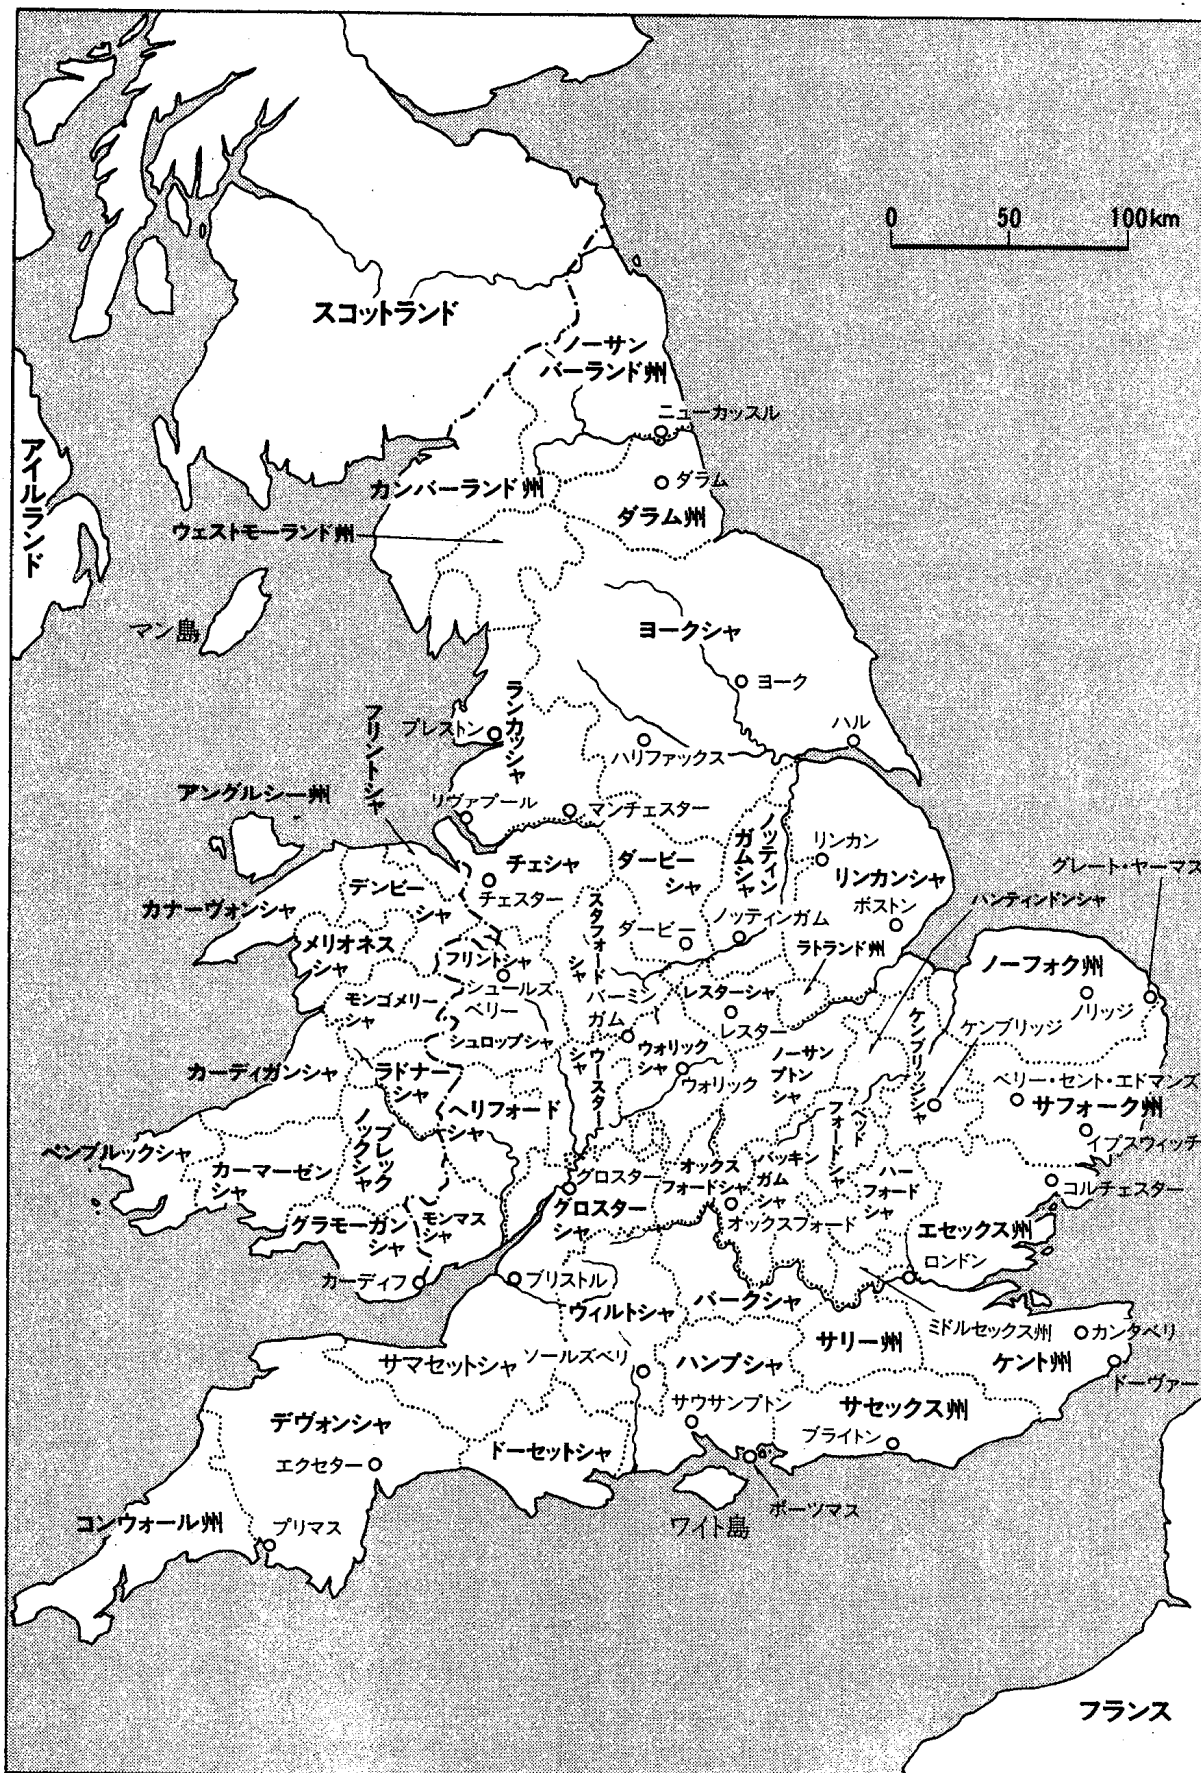 0 50 100km
スコットランド
ノーサン
バーランド州
ニューカッスル
アイルランド
カンバーランド州
ダラム
ダラム州
ウェストモーランド州
マン島
ヨークシャ
ヨーク
ランカッシャ
フリントシャ
プレストン
ハル
ハリファックス
アングルシー州
リヴァプール
マンチェスター
ノッティン
ガムシャ
リンカン
チェシャ
ダービー
シャ
リンカンシャ
グレート・ヤーマス
デンビー
シャ
チェスター
ハンティンドンシャ
カナーヴォンシャ
スタフォード
シャ
ダービー
ノッティンガム
ボストン
メリオネス
シャ
フリントシャ
ラトランド州
ノーフォク州
シュールズ
ベリー
バーミン
ガム
レスターシャ
レスター
ノリッジ
モンゴメリー
シャ
ケンブリッジシャ
ケンブリッジ
シュロップシャ
ウースター
シャ
ウォリック
シャ
ウォリック
ノーサン
プトン
シャ
カーディガンシャ
ラドナー
シャ
ベリー・セント・エドマンズ
サフォーク州
ヘリフォード
シャ
ベッド
フォードシャ
イプスウィッチ
ペンブルックシャ
カーマーゼン
シャ
ブレック
ノックシャ
グロスター
オックス
フォードシャ
バッキン
ガム
シャ
ハー
フォード
シャ
コルチェスター
グロスター
シャ
オックスフォード
エセックス州
グラモーガン
シャ
モンマス
シャ
ロンドン
カーディフ
ブリストル
ウィルトシャ
バークシャ
ミドルセックス州
カンタベリ
サリー州
ケント州
ドーヴァー
サマセットシャ
ソールズベリ
ハンプシャ
サウサンプトン
サセックス州
ブライトン
デヴォンシャ
ドーセットシャ
エクセター
ポーツマス
ワイト島
コンウォール州
プリマス
フランス